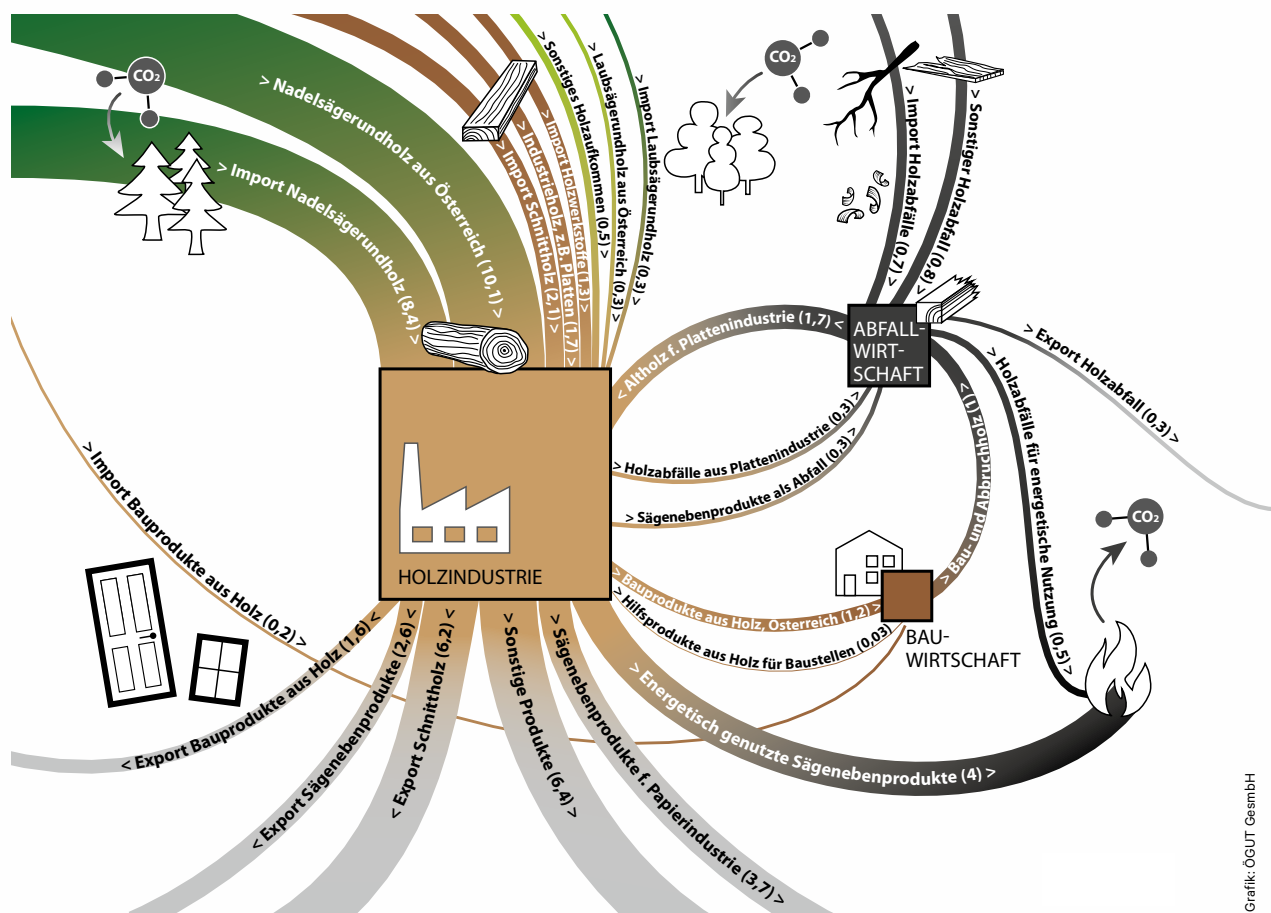 CO₂
> Nadelsägerundholz aus Österreich (10,1) >
> Import Nadelsägerundholz (8,4) >
> Import Schnittholz (2,1) >
> Industrieholz, z.B. Platten (1,7) >
> Import Holzwerkstoffe (1,3) >
> Sonstiges Holzaufkommen (0,5) >
> Laubsägerundholz aus Österreich (0,3) >
> Import Laubsägerundholz (0,3) >
CO₂
> Import Holzabfälle (0,7) >
> Sonstiger Holzabfall (0,8) >
ABFALL-
WIRT-
SCHAFT
< Altholz f. Plattenindustrie (1,7) <
> Holzabfälle aus Plattenindustrie (0,3) >
> Sägenebenprodukte als Abfall (0,3) >
> Export Holzabfall (0,3) >
> Holzabfälle für energetische Nutzung (0,5) >
> Bau- und Abbruchholz (1) >
CO₂
HOLZINDUSTRIE
> Import Bauprodukte aus Holz (0,2) >
> Bauprodukte aus Holz, Österreich (1,2) >
> Hilfsprodukte aus Holz für Baustellen (0,03)
BAU-
WIRTSCHAFT
< Export Bauprodukte aus Holz (1,6) <
< Export Sägenebenprodukte (2,6) <
< Export Schnittholz (6,2) <
> Sonstige Produkte (6,4) >
> Sägenebenprodukte f. Papierindustrie (3,7) >
> Energetisch genutzte Sägenebenprodukte (4) >
Grafik: ÖGUT GesmbH